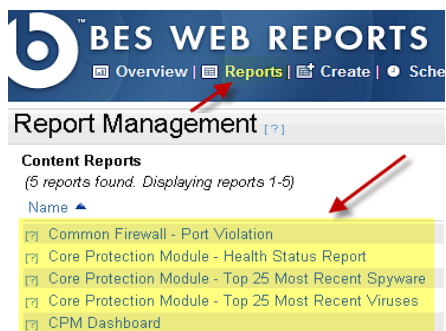 BES WEB REPORTS
Overview | Reports | Create | Sche
Report Management [?]
Content Reports
(5 reports found. Displaying reports 1-5)
Name
[?] Common Firewall - Port Violation
[?] Core Protection Module - Health Status Report
[?] Core Protection Module - Top 25 Most Recent Spyware
[?] Core Protection Module - Top 25 Most Recent Viruses
[?] CPM Dashboard